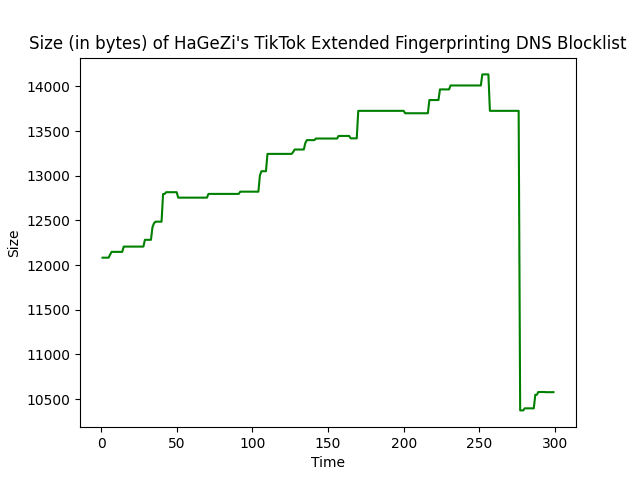 Size (in bytes) of HaGeZi's TikTok Extended Fingerprinting DNS Blocklist
14000
13500
13000
12500
12000
11500
11000
10500
Size
0 50 100 150 200 250 300
Time